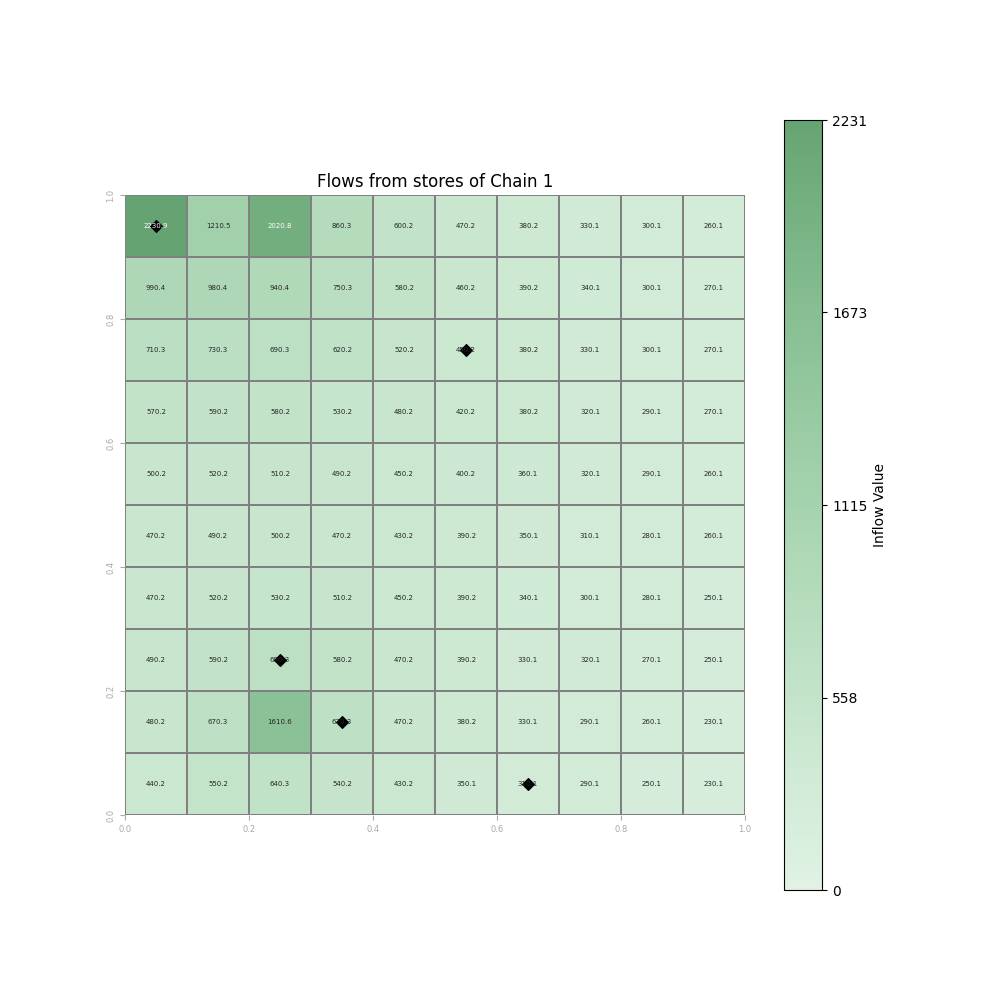 Flows from stores of Chain 1
2231
1673
1115
558
0
Inflow Value
1.0
0.8
0.6
0.4
0.2
0.0
1210.5 2020.8 860.3 600.2 470.2 380.2 330.1 300.1 260.1
990.4 980.4 940.4 750.3 580.2 460.2 390.2 340.1 300.1 270.1
710.3 730.3 690.3 620.2 520.2 380.2 330.1 300.1 270.1
570.2 590.2 580.2 530.2 480.2 420.2 380.2 320.1 290.1 270.1
500.2 520.2 510.2 490.2 450.2 400.2 360.1 320.1 290.1 260.1
470.2 490.2 500.2 470.2 430.2 390.2 350.1 310.1 280.1 260.1
470.2 520.2 530.2 510.2 450.2 390.2 340.1 300.1 280.1 250.1
490.2 590.2 580.2 470.2 390.2 330.1 320.1 270.1 250.1
480.2 670.3 1610.6 470.2 380.2 330.1 290.1 260.1 230.1
440.2 550.2 640.3 540.2 430.2 350.1 290.1 250.1 230.1
0.0 0.2 0.4 0.6 0.8 1.0